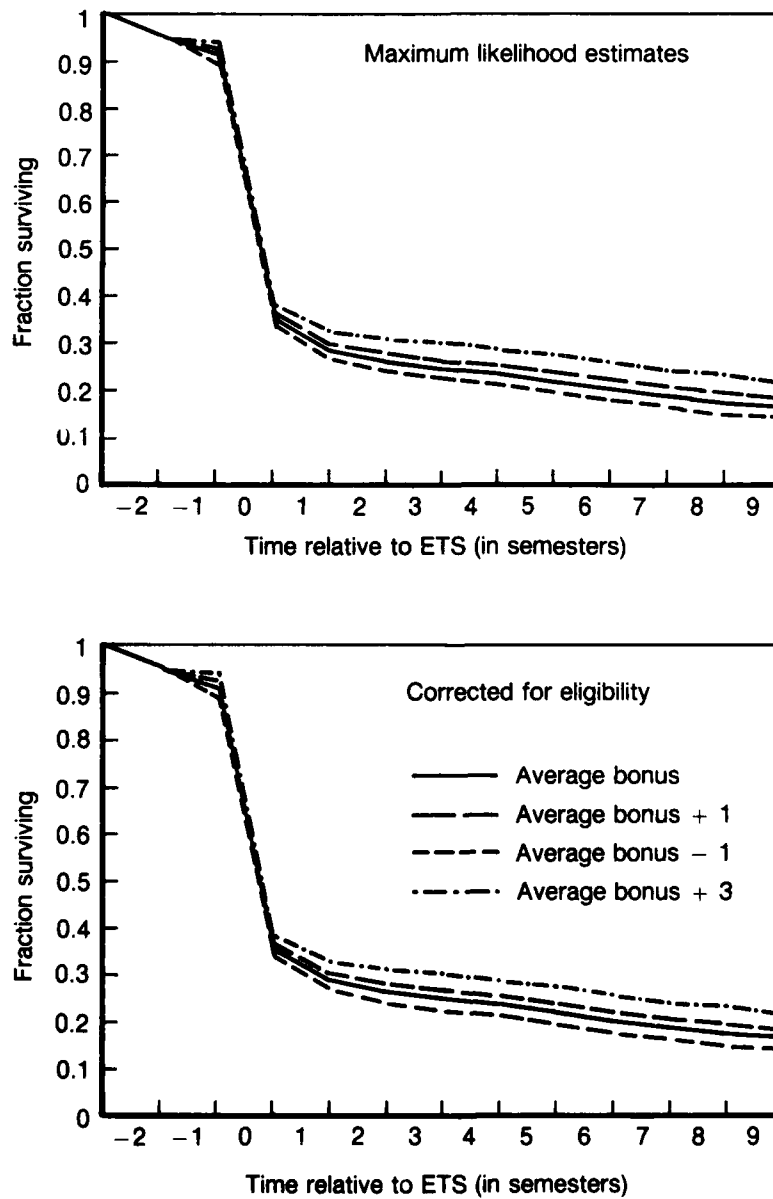 Maximum likelihood estimates
Fraction surviving
1
0.9
0.8
0.7
0.6
0.5
0.4
0.3
0.2
0.1
0
−2 −1 0 1 2 3 4 4 5 6 7 8 9
Time relative to ETS (in semesters)
Corrected for eligibility
Average bonus
Average bonus + 1
Average bonus − 1
Average bonus + 3
Fraction surviving
1
0.9
0.8
0.7
0.6
0.5
0.4
0.3
0.2
0.1
0
−2 −1 0 1 2 3 4 5 6 7 8 9
Time relative to ETS (in semesters)